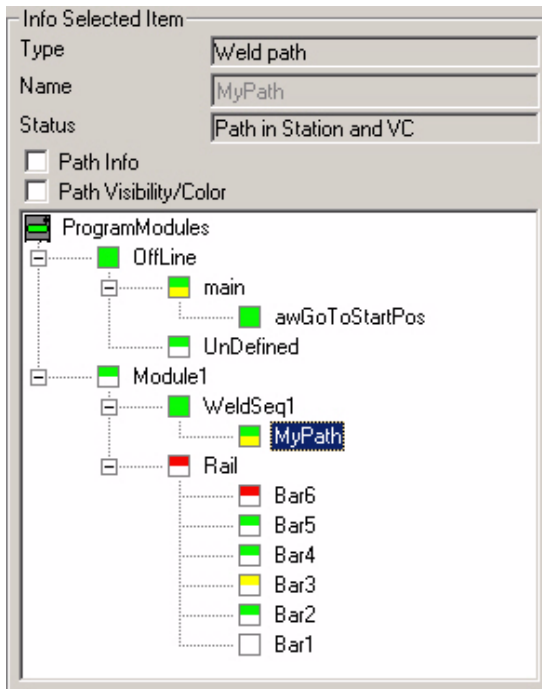 Info Selected Item
Type Weld path
Name MyPath
Status Path in Station and VC
Path Info
Path Visibility/Color
ProgramModules
OffLine
main
awGoToStartPos
UnDefined
Module1
WeldSeq1
MyPath
Rail
Bar6
Bar5
Bar4
Bar3
Bar2
Bar1